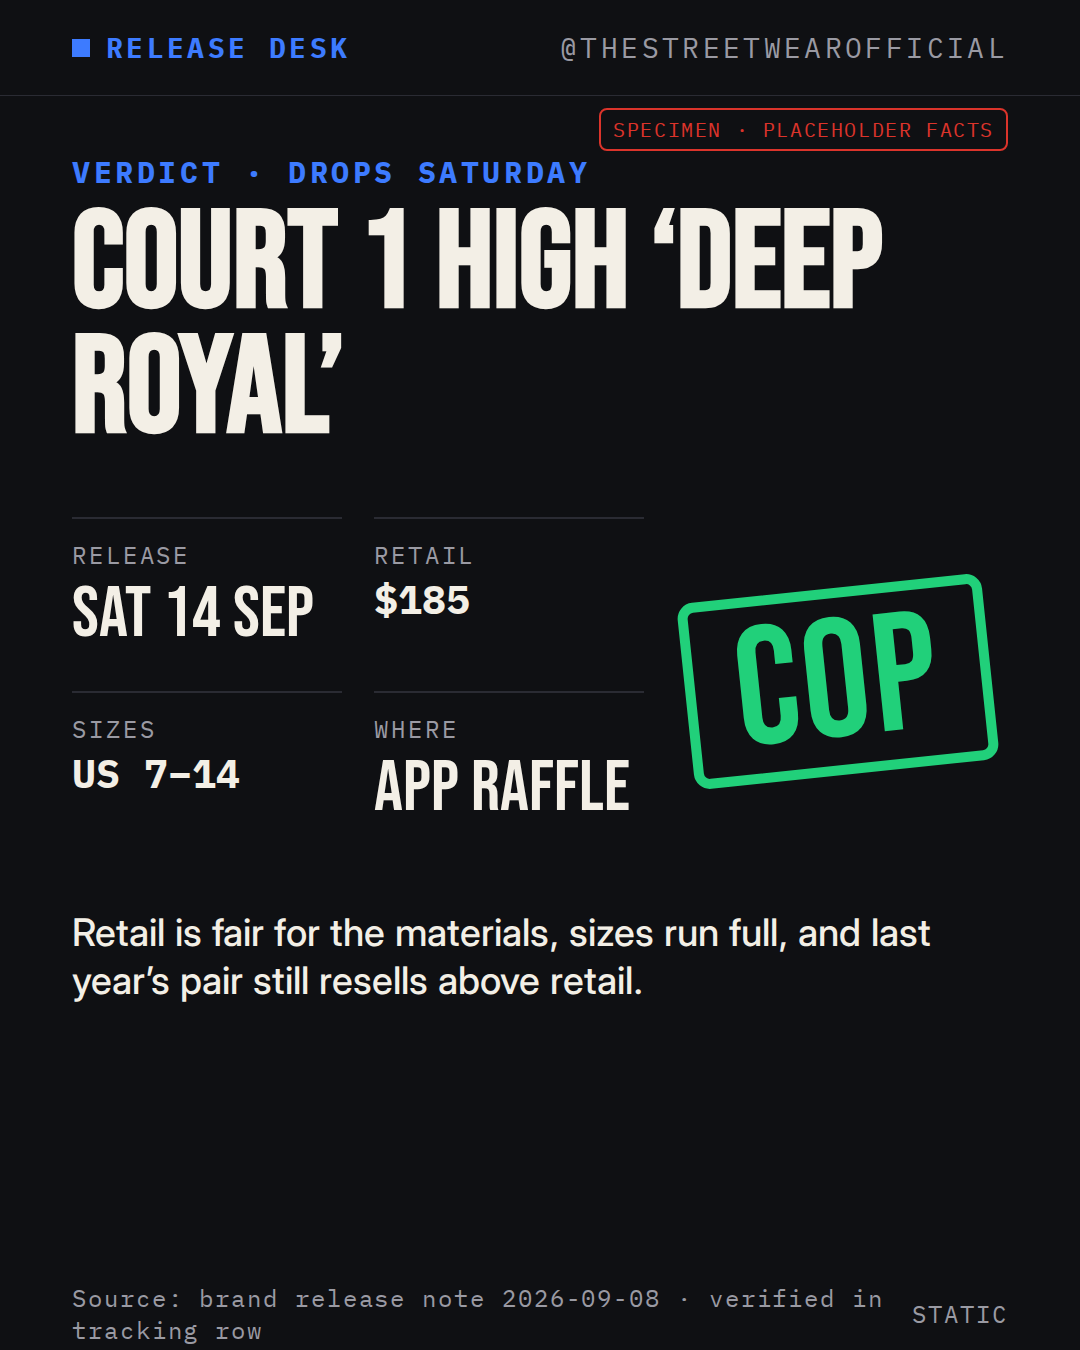 RELEASE DESK
@THESTREETWEAROFFICIAL
SPECIMEN · PLACEHOLDER FACTS
VERDICT · DROPS SATURDAY
COURT 1 HIGH ‘DEEP
ROYAL’
RELEASE
SAT 14 SEP
RETAIL
$185
SIZES
US 7–14
WHERE
APP RAFFLE
COP
Retail is fair for the materials, sizes run full, and last
year’s pair still resells above retail.
Source: brand release note 2026-09-08 · verified in
tracking row
STATIC